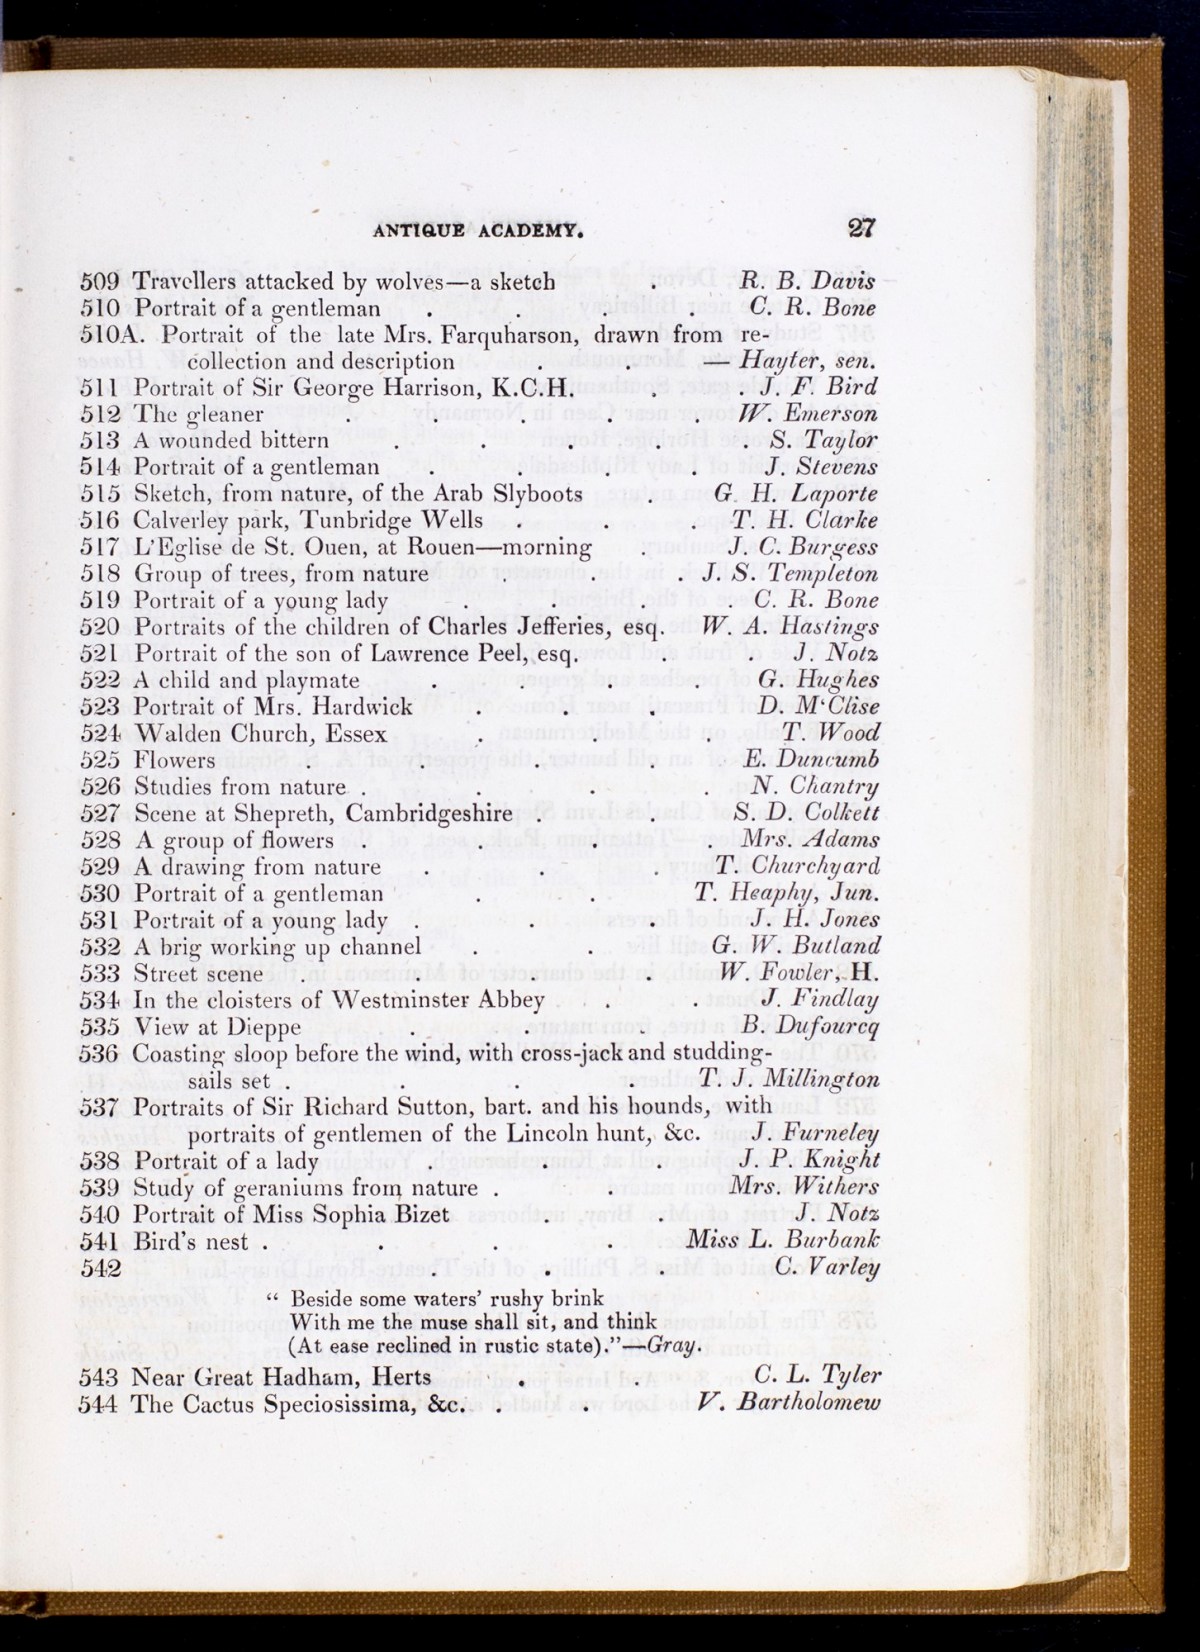 ANTIQUE ACADEMY. 27
509 Travellers attacked by wolves—a sketch . R. B. Davis
510 Portrait of a gentleman . . . . C. R. Bone
510A. Portrait of the late Mrs. Farquharson, drawn from re-
collection and description . . — Hayter, sen.
511 Portrait of Sir George Harrison, K.C.H. . . J. F. Bird
512 The gleaner . . . . W. Emerson
513 A wounded bittern . . . . . S. Taylor
514 Portrait of a gentleman . . . . J. Stevens
515 Sketch, from nature, of the Arab Slyboots . G. H. Laporte
516 Calverley park, Tunbridge Wells . . T. H. Clarke
517 L'Eglise de St. Ouen, at Rouen—morning . J. C. Burgess
518 Group of trees, from nature . . . J. S. Templeton
519 Portrait of a young lady . . . . C. R. Bone
520 Portraits of the children of Charles Jefferies, esq. W. A. Hastings
521 Portrait of the son of Lawrence Peel, esq. . . J. Notz
522 A child and playmate . . . . G. Hughes
523 Portrait of Mrs. Hardwick . . . D. M‘Clise
524 Walden Church, Essex . . . T. Wood
525 Flowers . . . . E. Duncumb
526 Studies from nature . . . . N. Chantry
527 Scene at Shepreth, Cambridgeshire . . S. D. Colkett
528 A group of flowers . . . . Mrs. Adams
529 A drawing from nature . . . T. Churchyard
530 Portrait of a gentleman . . T. Heaphy, Jun.
531 Portrait of a young lady . . . J. H. Jones
532 A brig working up channel . . G. W. Butland
533 Street scene . . . . W. Fowler, H.
534 In the cloisters of Westminster Abbey . . J. Findlay
535 View at Dieppe . . . B. Dufourcq
536 Coasting sloop before the wind, with cross-jack and studding-
sails set . . . . T. J. Millington
537 Portraits of Sir Richard Sutton, bart. and his hounds, with
portraits of gentlemen of the Lincoln hunt, &c. J. Furneley
538 Portrait of a lady . . . J. P. Knight
539 Study of geraniums from nature . . Mrs. Withers
540 Portrait of Miss Sophia Bizet . . J. Notz
541 Bird's nest . . . . Miss L. Burbank
542 . . . C. Varley
“ Beside some waters' rushy brink
With me the muse shall sit, and think
(At ease reclined in rustic state).”—Gray.
543 Near Great Hadham, Herts . . C. L. Tyler
544 The Cactus Speciosissima, &c. . . V. Bartholomew